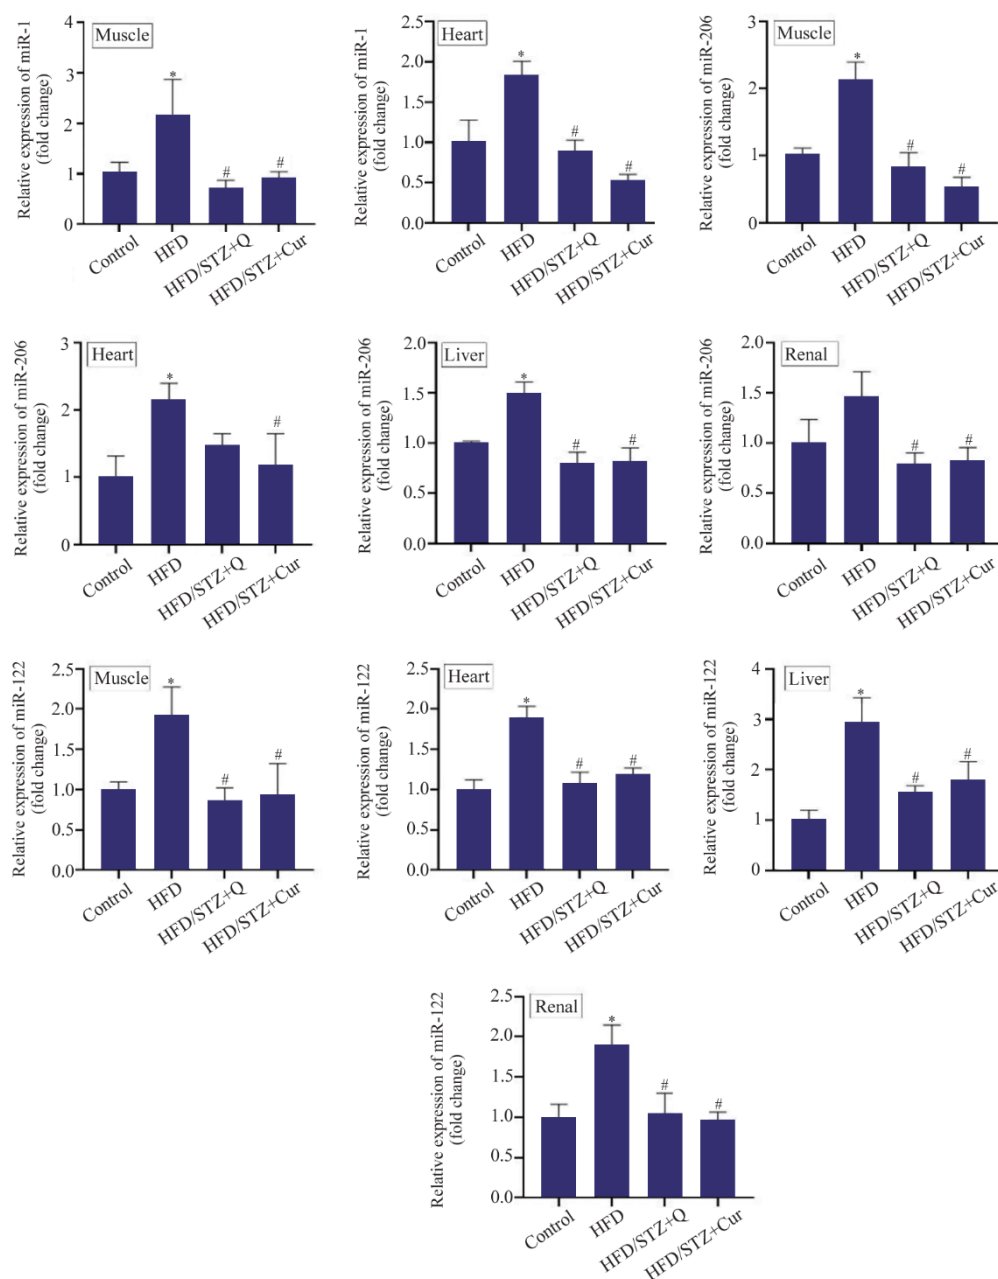 Relative expression of miR-1
(fold change)
Muscle
4
3
2
1
0
*
#
#
Control
HFD
HFD/STZ+Q
HFD/STZ+Cur
Relative expression of miR-1
(fold change)
Heart
2.5
2.0
1.5
1.0
0.5
0.0
*
#
#
Control
HFD
HFD/STZ+Q
HFD/STZ+Cur
Relative expression of miR-206
(fold change)
Muscle
3
2
1
0
*
#
#
Control
HFD
HFD/STZ+Q
HFD/STZ+Cur
Relative expression of miR-206
(fold change)
Heart
3
2
1
0
*
#
Control
HFD
HFD/STZ+Q
HFD/STZ+Cur
Relative expression of miR-206
(fold change)
Liver
2.0
1.5
1.0
0.5
0.0
*
#
#
Control
HFD
HFD/STZ+Q
HFD/STZ+Cur
Relative expression of miR-206
(fold change)
Renal
2.0
1.5
1.0
0.5
0.0
#
#
Control
HFD
HFD/STZ+Q
HFD/STZ+Cur
Relative expression of miR-122
(fold change)
Muscle
2.5
2.0
1.5
1.0
0.5
0.0
*
#
#
Control
HFD
HFD/STZ+Q
HFD/STZ+Cur
Relative expression of miR-122
(fold change)
Heart
2.5
2.0
1.5
1.0
0.5
0.0
*
#
#
Control
HFD
HFD/STZ+Q
HFD/STZ+Cur
Relative expression of miR-122
(fold change)
Liver
4
3
2
1
0
*
#
#
Control
HFD
HFD/STZ+Q
HFD/STZ+Cur
Relative expression of miR-122
(fold change)
Renal
2.5
2.0
1.5
1.0
0.5
0.0
*
#
#
Control
HFD
HFD/STZ+Q
HFD/STZ+Cur